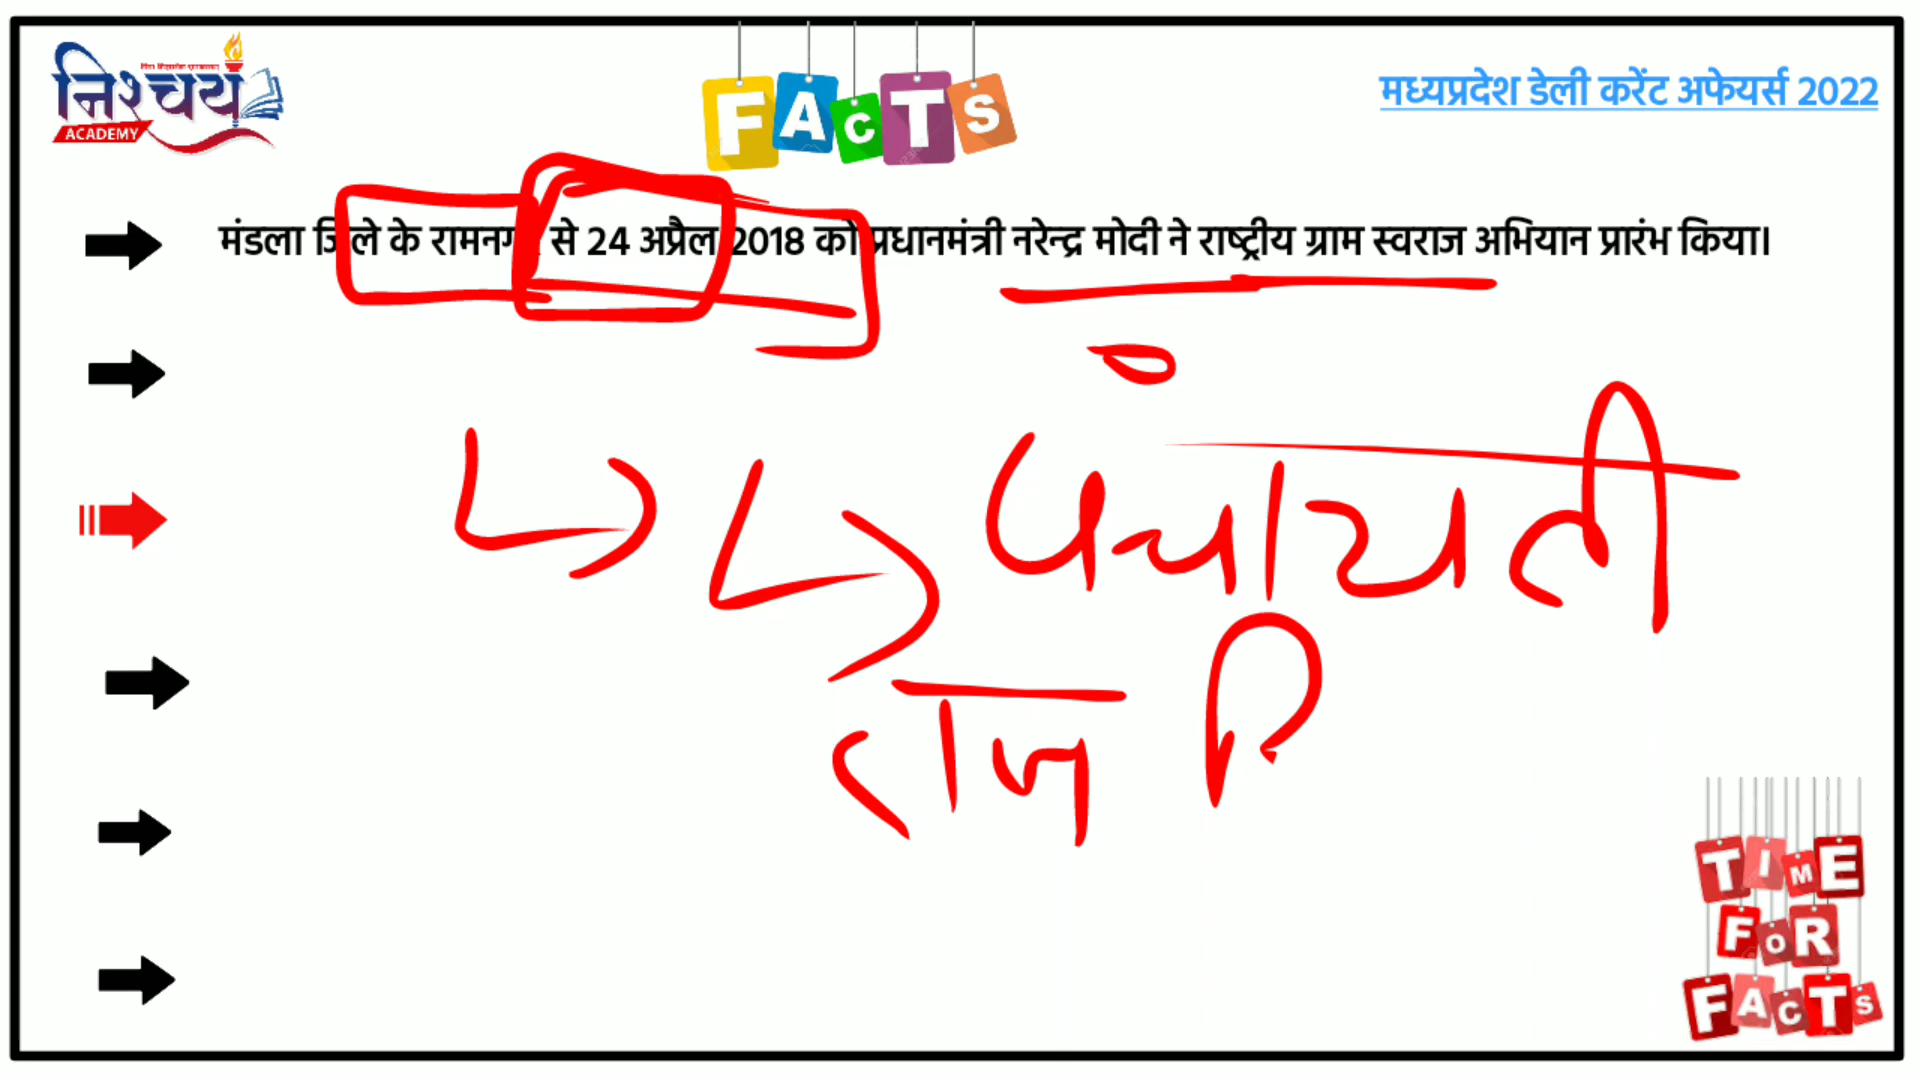 निश्चय
ACADEMY
FACTS
मध्यप्रदेश डेली करेंट अफेयर्स 2022
मंडला जिले के रामनगर से 24 अप्रैल 2018 को प्रधानमंत्री नरेन्द्र मोदी ने राष्ट्रीय ग्राम स्वराज अभियान प्रारंभ किया।
पंचायती
राज
TIME
FOR
FACTS